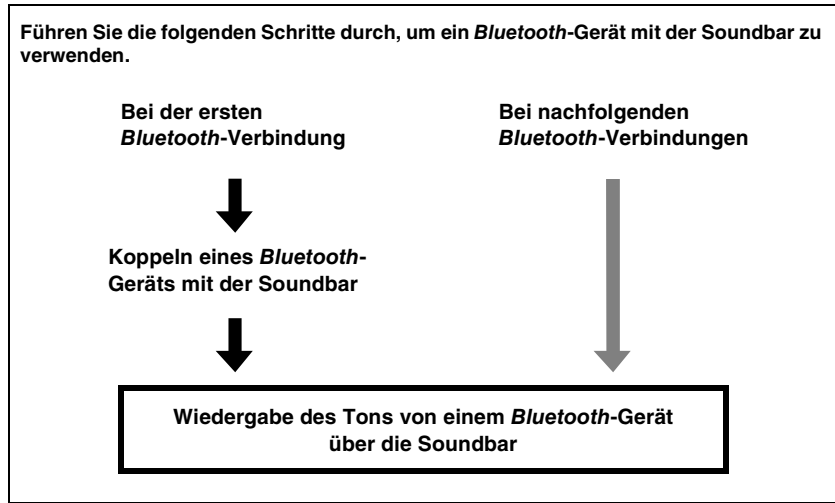 Führen Sie die folgenden Schritte durch, um ein Bluetooth-Gerät mit der Soundbar zu
verwenden.
Bei der ersten
Bluetooth-Verbindung
Bei nachfolgenden
Bluetooth-Verbindungen
Koppeln eines Bluetooth-
Geräts mit der Soundbar
Wiedergabe des Tons von einem Bluetooth-Gerät
über die Soundbar